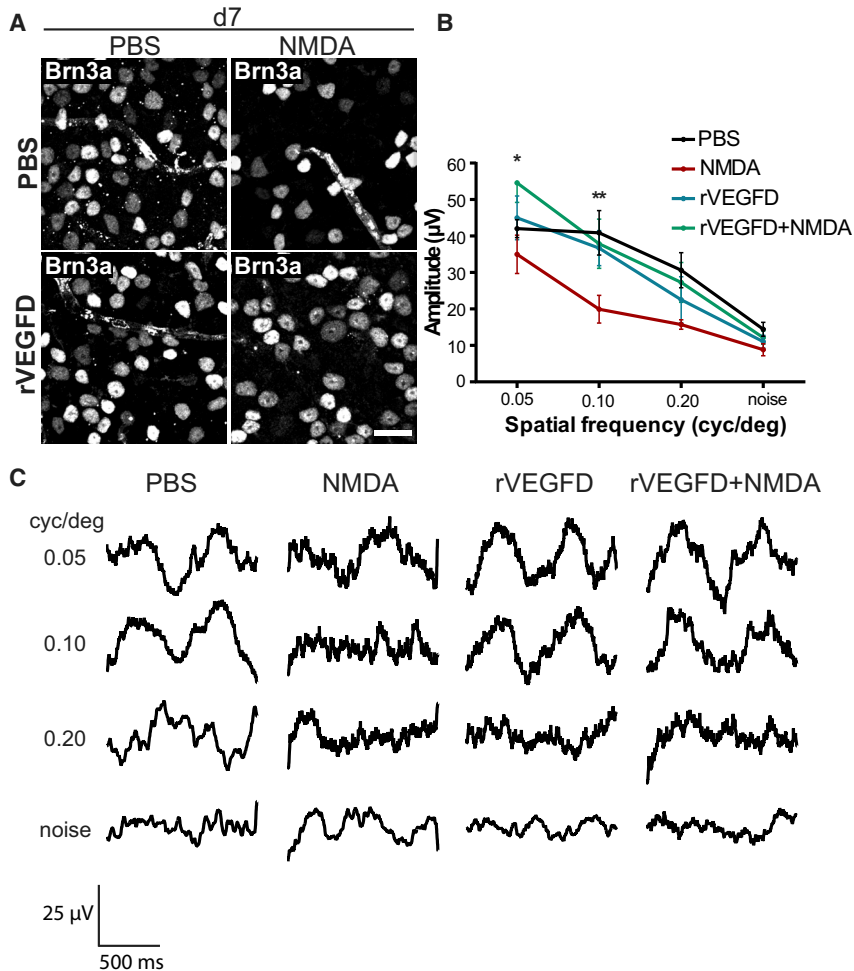 A
d7
PBS NMDA
PBS
Brn3a Brn3a
rVEGFD
Brn3a Brn3a
B
PBS
NMDA
rVEGFD
rVEGFD+NMDA
* **
Amplitude (µV)
60
50
40
30
20
10
0
0.05 0.10 0.20 noise
Spatial frequency (cyc/deg)
C
PBS NMDA rVEGFD rVEGFD+NMDA
cyc/deg
0.05
0.10
0.20
noise
25 µV
500 ms